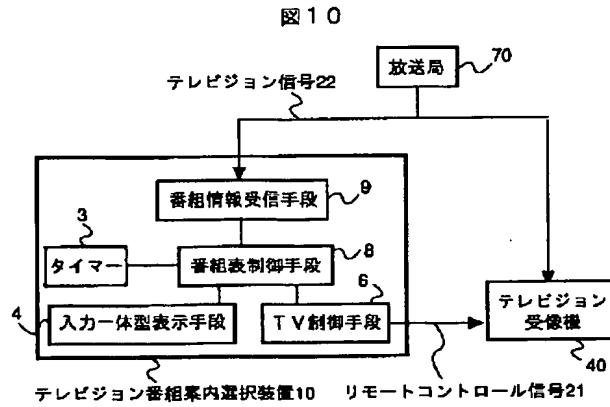 図10
放送局
70
テレビジョン信号22
番組情報受信手段
9
3
タイマー
番組表制御手段
8
4
入力一体型表示手段
TV制御手段
6
テレビジョン
受像機
40
テレビジョン番組案内選択装置10
リモートコントロール信号21